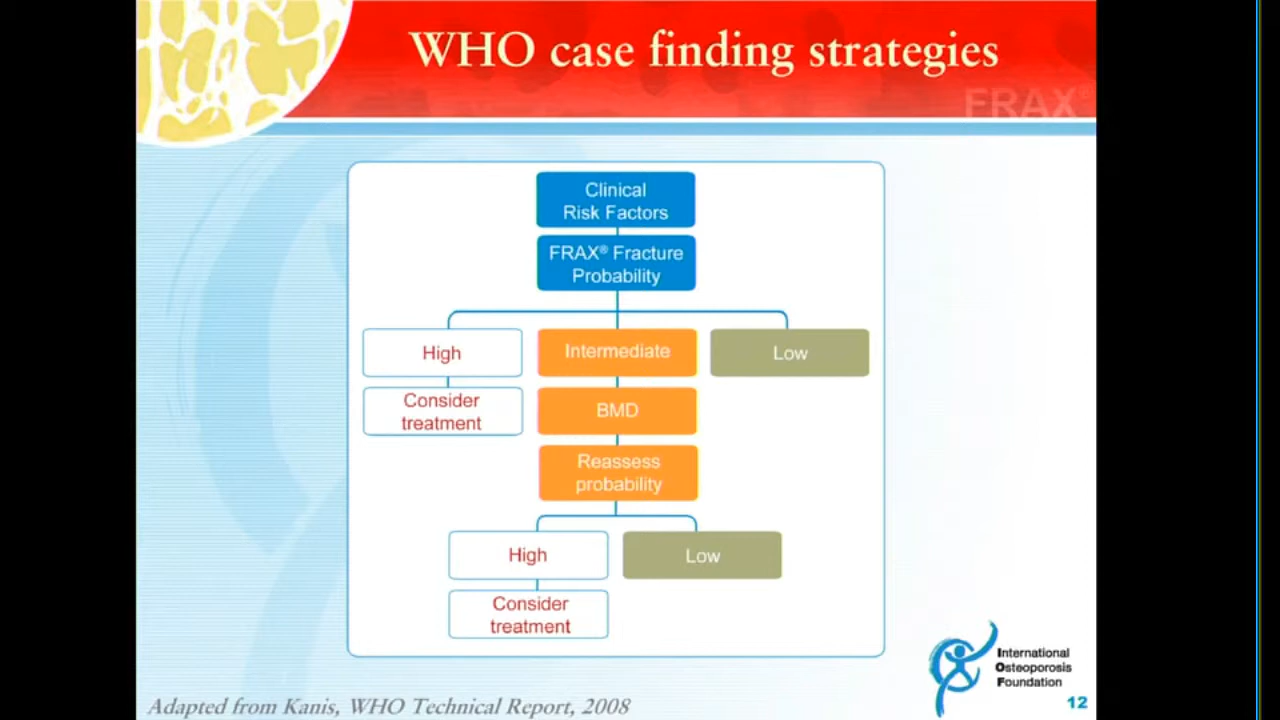 WHO case finding strategies
FRAX®
Clinical
Risk Factors
FRAX® Fracture
Probability
High
Intermediate
Low
Consider
treatment
BMD
Reassess
probability
High
Low
Consider
treatment
International
Osteoporosis
Foundation
Adapted from Kanis, WHO Technical Report, 2008
12